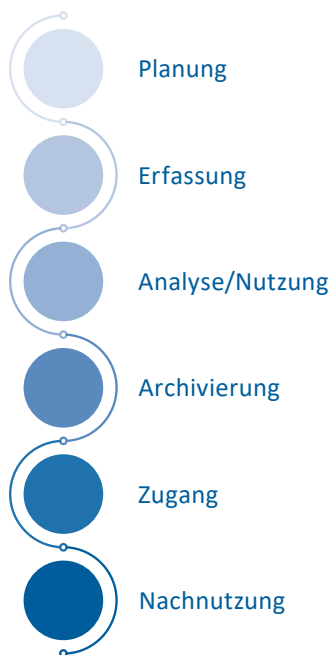 Planung
Erfassung
Analyse/Nutzung
Archivierung
Zugang
Nachnutzung